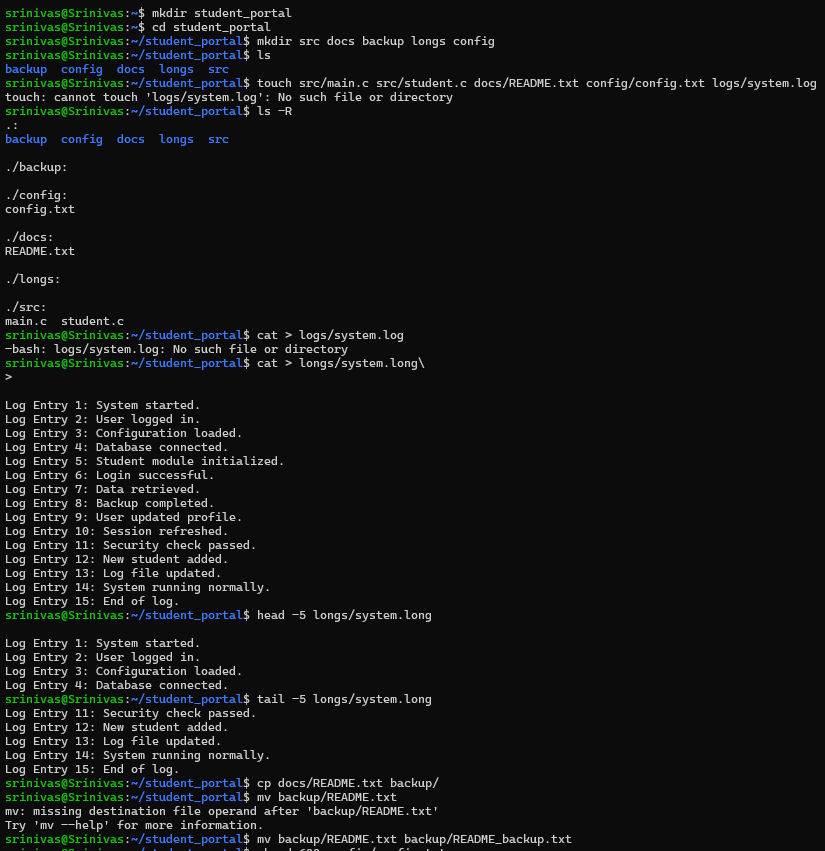 srinivas@Srinivas:~$ mkdir student_portal
srinivas@Srinivas:~$ cd student_portal
srinivas@Srinivas:~/student_portal$ mkdir src docs backup longs config
srinivas@Srinivas:~/student_portal$ ls
backup  config  docs  longs  src
srinivas@Srinivas:~/student_portal$ touch src/main.c src/student.c docs/README.txt config/config.txt logs/system.log
touch: cannot touch 'logs/system.log': No such file or directory
srinivas@Srinivas:~/student_portal$ ls -R
.:
backup  config  docs  longs  src
./backup:
./config:
config.txt
./docs:
README.txt
./longs:
./src:
main.c  student.c
srinivas@Srinivas:~/student_portal$ cat > logs/system.log
-bash: logs/system.log: No such file or directory
srinivas@Srinivas:~/student_portal$ cat > longs/system.long\
>
Log Entry 1: System started.
Log Entry 2: User logged in.
Log Entry 3: Configuration loaded.
Log Entry 4: Database connected.
Log Entry 5: Student module initialized.
Log Entry 6: Login successful.
Log Entry 7: Data retrieved.
Log Entry 8: Backup completed.
Log Entry 9: User updated profile.
Log Entry 10: Session refreshed.
Log Entry 11: Security check passed.
Log Entry 12: New student added.
Log Entry 13: Log file updated.
Log Entry 14: System running normally.
Log Entry 15: End of log.
srinivas@Srinivas:~/student_portal$ head -5 longs/system.long
Log Entry 1: System started.
Log Entry 2: User logged in.
Log Entry 3: Configuration loaded.
Log Entry 4: Database connected.
srinivas@Srinivas:~/student_portal$ tail -5 longs/system.long
Log Entry 11: Security check passed.
Log Entry 12: New student added.
Log Entry 13: Log file updated.
Log Entry 14: System running normally.
Log Entry 15: End of log.
srinivas@Srinivas:~/student_portal$ cp docs/README.txt backup/
srinivas@Srinivas:~/student_portal$ mv backup/README.txt
mv: missing destination file operand after 'backup/README.txt'
Try 'mv --help' for more information.
srinivas@Srinivas:~/student_portal$ mv backup/README.txt backup/README_backup.txt